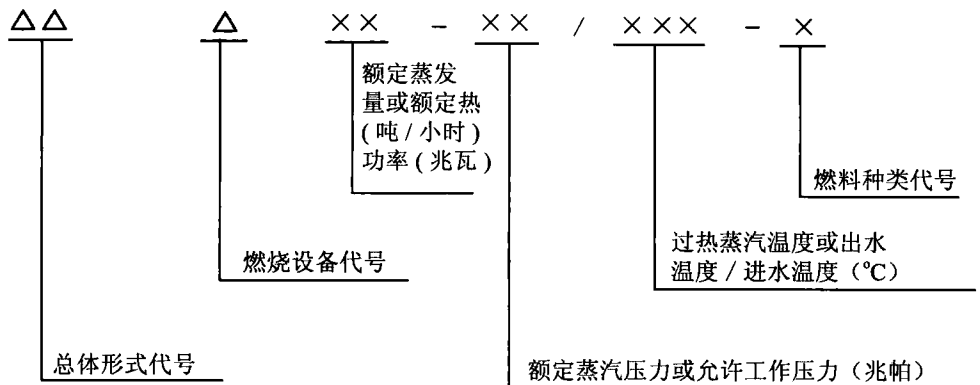 △△ △ ×× - ×× / ××× - ×
额定蒸发
量或额定热
(吨/小时)
功率(兆瓦)
燃料种类代号
过热蒸汽温度或出水
温度/进水温度(℃)
燃烧设备代号
总体形式代号
额定蒸汽压力或允许工作压力(兆帕)